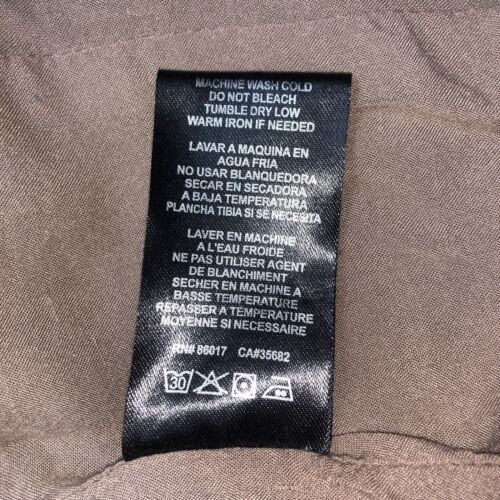 MACHINE WASH COLD
DO NOT BLEACH
TUMBLE DRY LOW
WARM IRON IF NEEDED
LAVAR A MAQUINA EN
AGUA FRIA
NO USAR BLANQUEDORA
SECAR EN SECADORA
A BAJA TEMPERATURA
PLANCHA TIBIA SI SE NECESITA
LAVER EN MACHINE
A L'EAU FROIDE
NE PAS UTILISER AGENT
DE BLANCHIMENT
SECHER EN MACHINE A
BASSE TEMPERATURE
REPASSER A TEMPERATURE
MOYENNE SI NECESSAIRE
RN# 86017 CA#35682
30